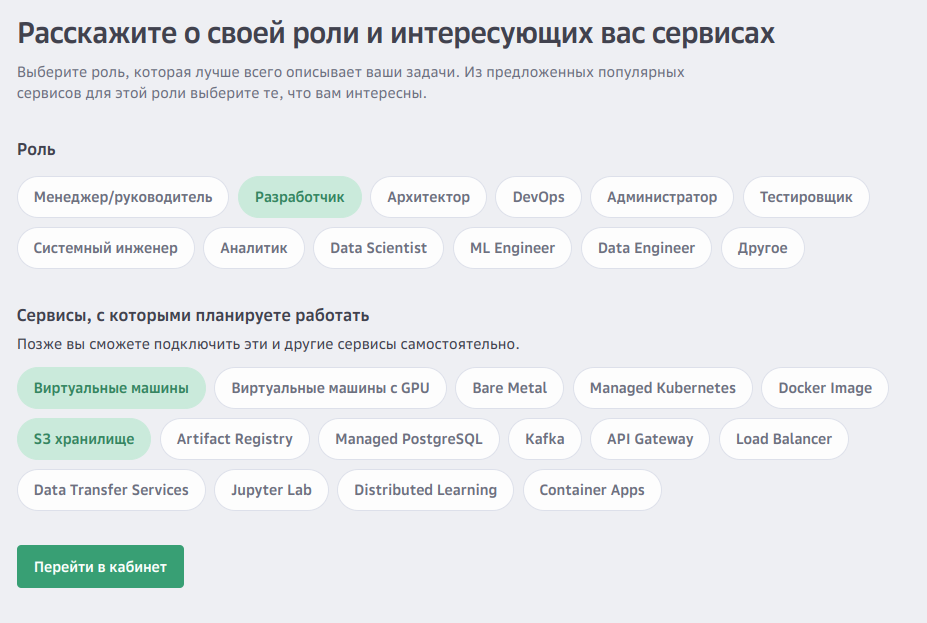 Расскажите о своей роли и интересующих вас сервисах
Выберите роль, которая лучше всего описывает ваши задачи. Из предложенных популярных
сервисов для этой роли выберите те, что вам интересны.
Роль
Менеджер/руководитель Разработчик Архитектор DevOps Администратор Тестировщик
Системный инженер Аналитик Data Scientist ML Engineer Data Engineer Другое
Сервисы, с которыми планируете работать
Позже вы сможете подключить эти и другие сервисы самостоятельно.
Виртуальные машины Виртуальные машины с GPU Bare Metal Managed Kubernetes Docker Image
S3 хранилище Artifact Registry Managed PostgreSQL Kafka API Gateway Load Balancer
Data Transfer Services Jupyter Lab Distributed Learning Container Apps
Перейти в кабинет